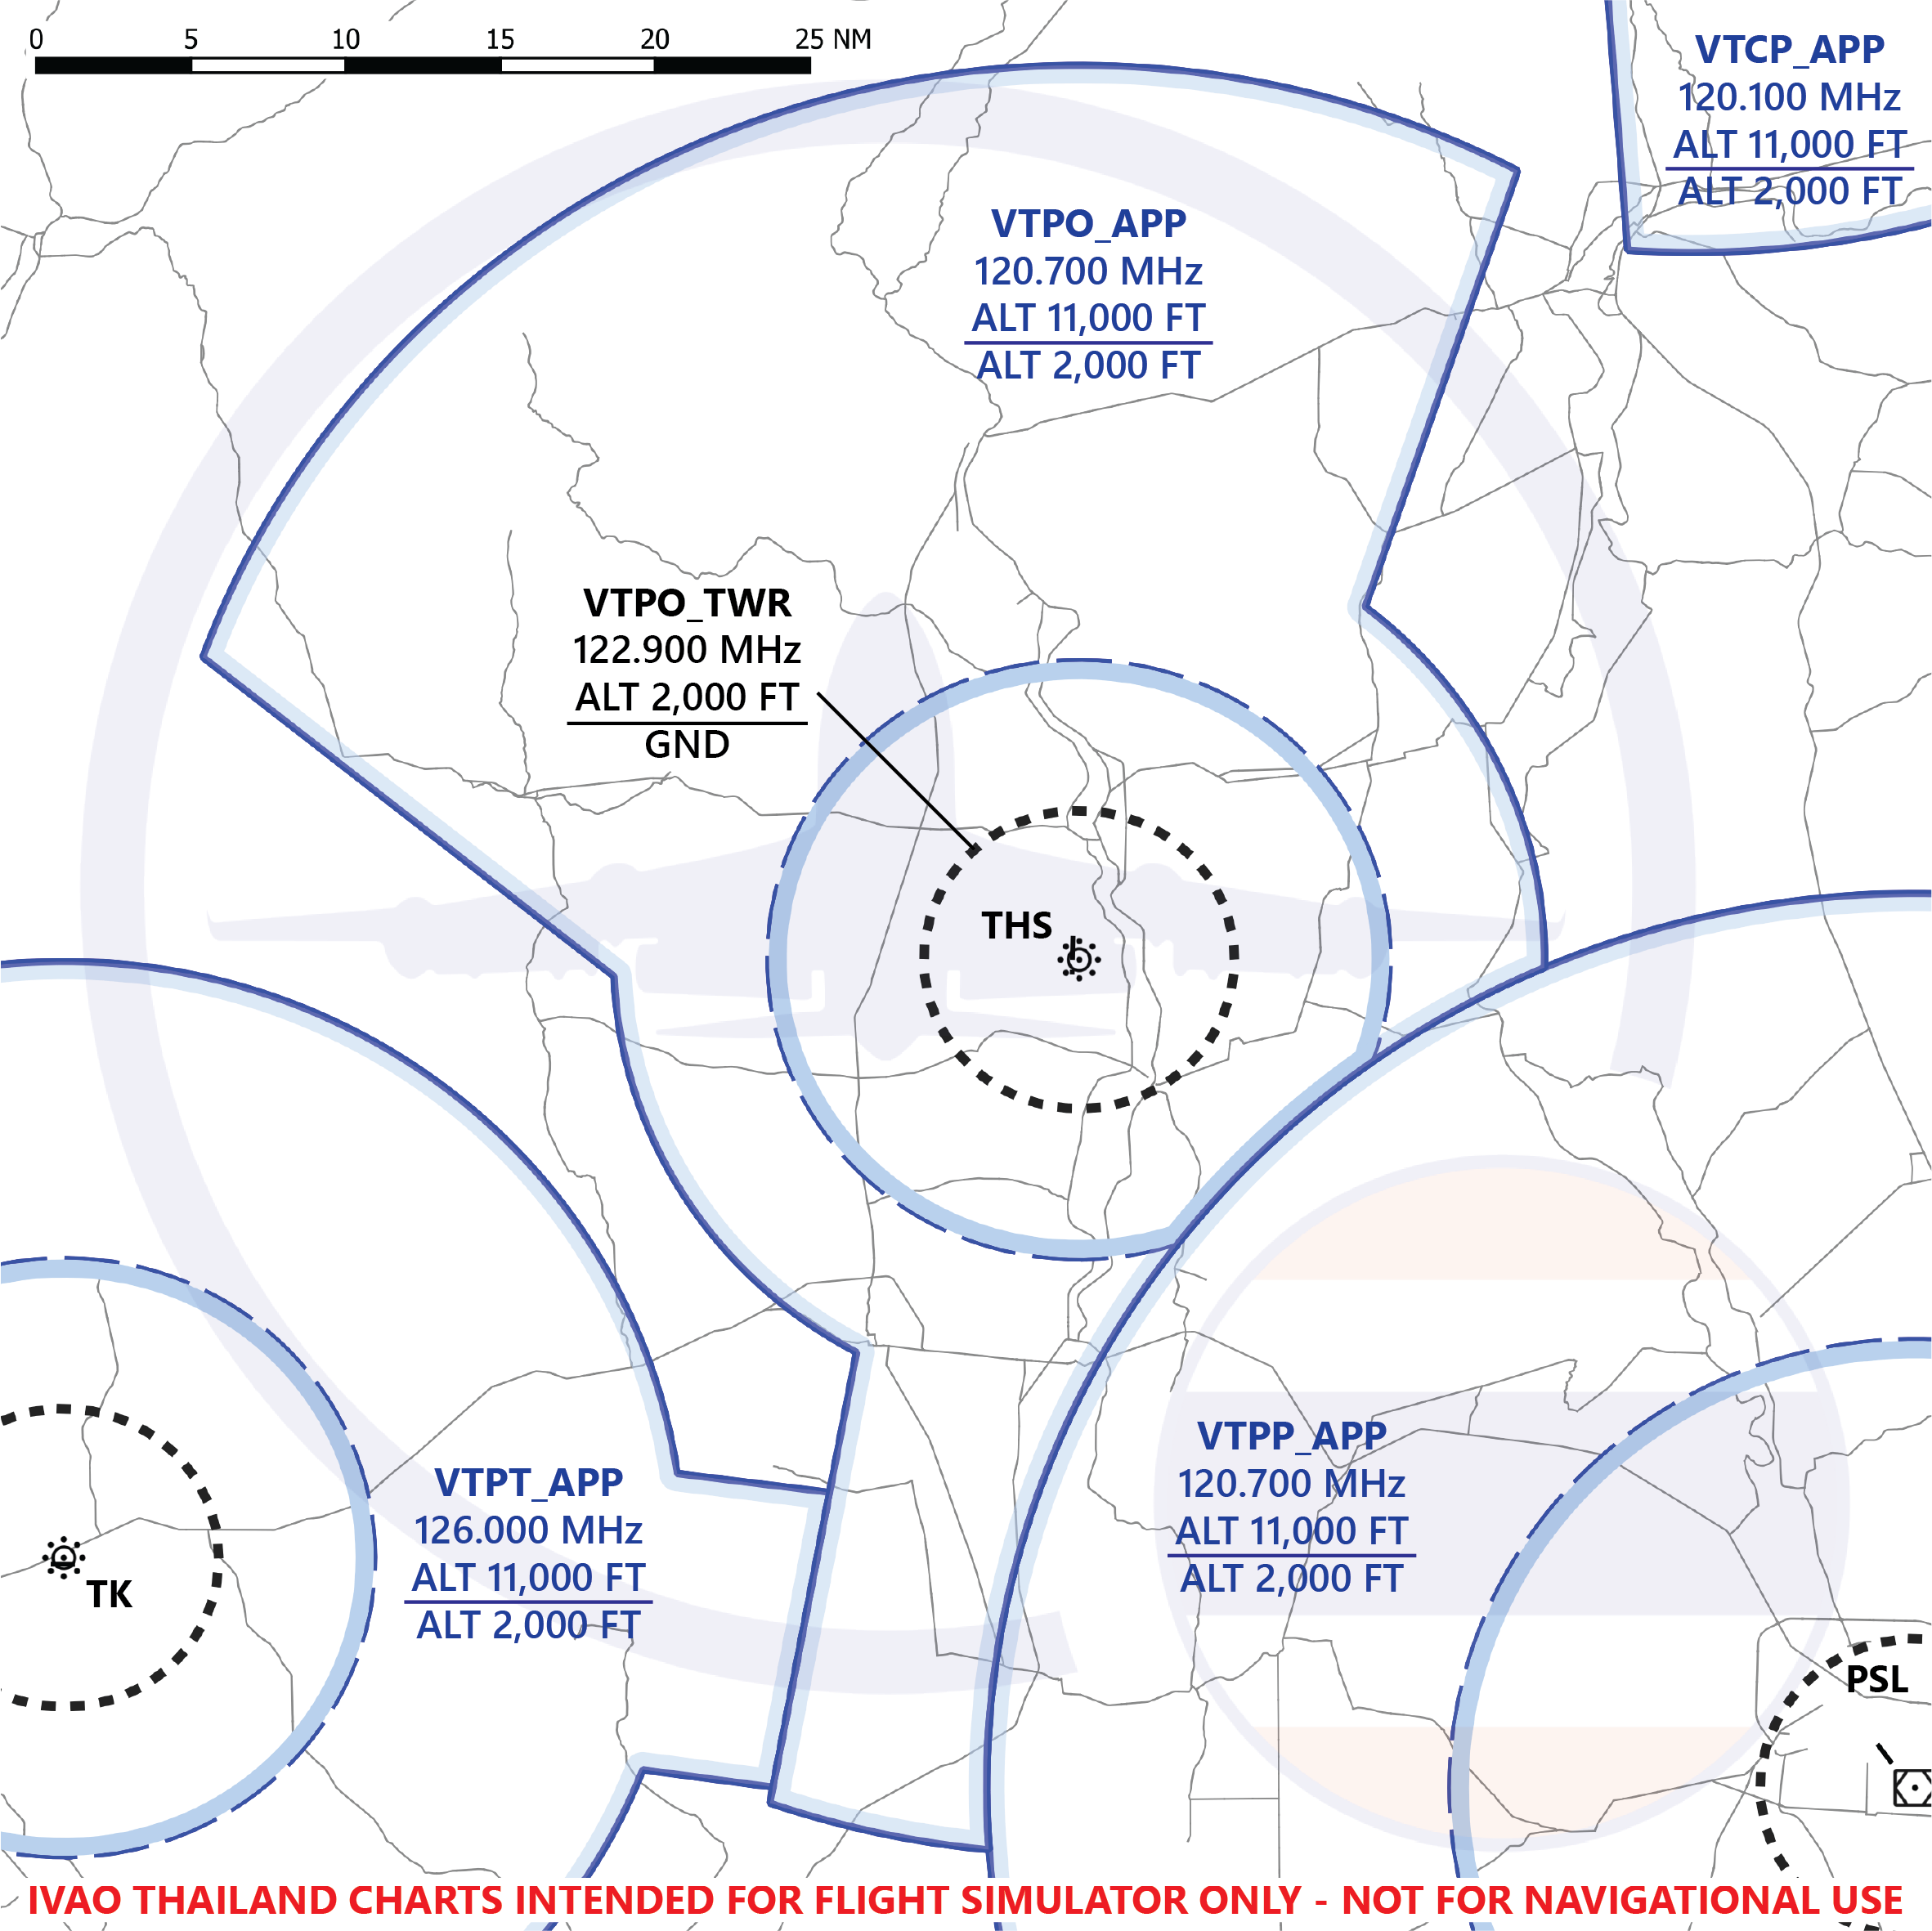 0 5 10 15 20 25 NM
VTCP_APP
120.100 MHz
ALT 11,000 FT
ALT 2,000 FT
VTPO_APP
120.700 MHz
ALT 11,000 FT
ALT 2,000 FT
VTPO_TWR
122.900 MHz
ALT 2,000 FT
GND
THS
VTPP_APP
120.700 MHz
ALT 11,000 FT
ALT 2,000 FT
VTPT_APP
126.000 MHz
ALT 11,000 FT
ALT 2,000 FT
TK
PSL
IVAO THAILAND CHARTS INTENDED FOR FLIGHT SIMULATOR ONLY - NOT FOR NAVIGATIONAL USE